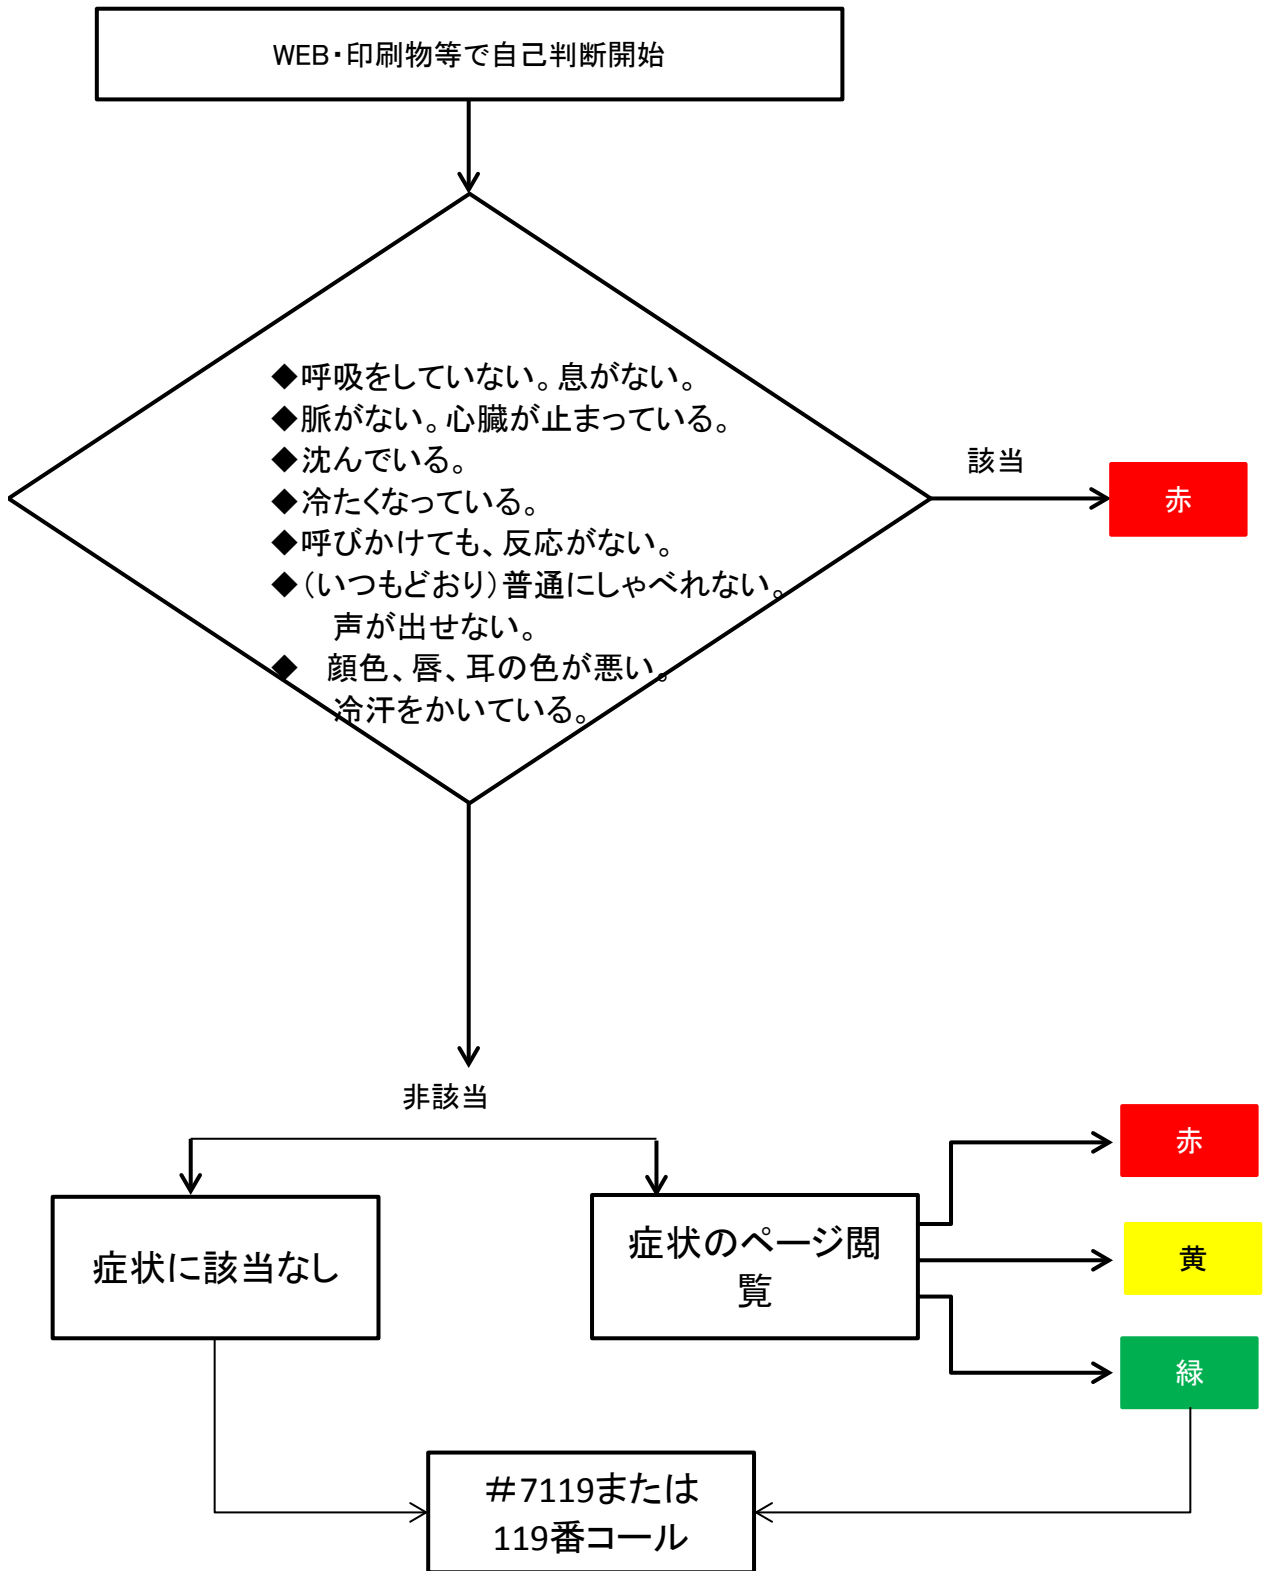 WEB・印刷物等で自己判断開始
◆呼吸をしていない。息がない。
◆脈がない。心臓が止まっている。
◆沈んでいる。
◆冷たくなっている。
◆呼びかけても、反応がない。
◆（いつもどおり）普通にしゃべれない。
声が出せない。
◆　顔色、唇、耳の色が悪い。
冷汗をかいている。
該当
赤
非該当
症状に該当なし
症状のページ閲
覧
赤
黄
緑
＃7119または
119番コール